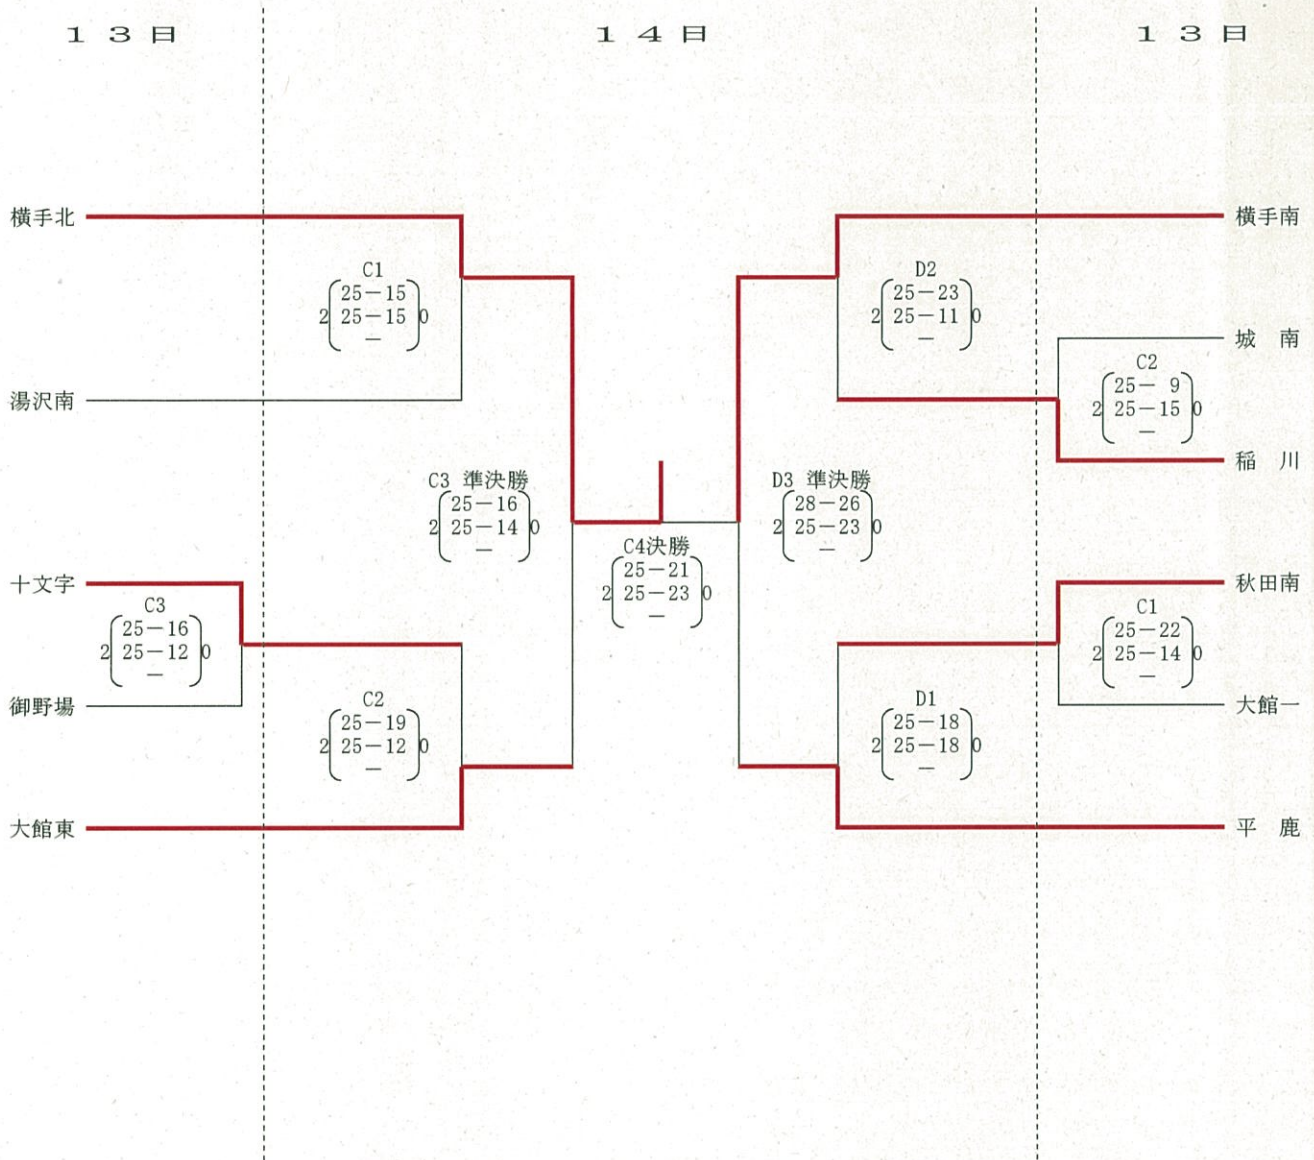 13日
14日
13日
横手北
横手南
C1
25－15
2 25－15 0
－
D2
25－23
2 25－11 0
－
城　南
C2
25－ 9
2 25－15 0
－
湯沢南
稲　川
C3 準決勝
25－16
2 25－14 0
－
D3 準決勝
28－26
2 25－23 0
－
C4決勝
25－21
2 25－23 0
－
十文字
秋田南
C3
25－16
2 25－12 0
－
C1
25－22
2 25－14 0
－
御野場
大館一
C2
25－19
2 25－12 0
－
D1
25－18
2 25－18 0
－
大館東
平　鹿